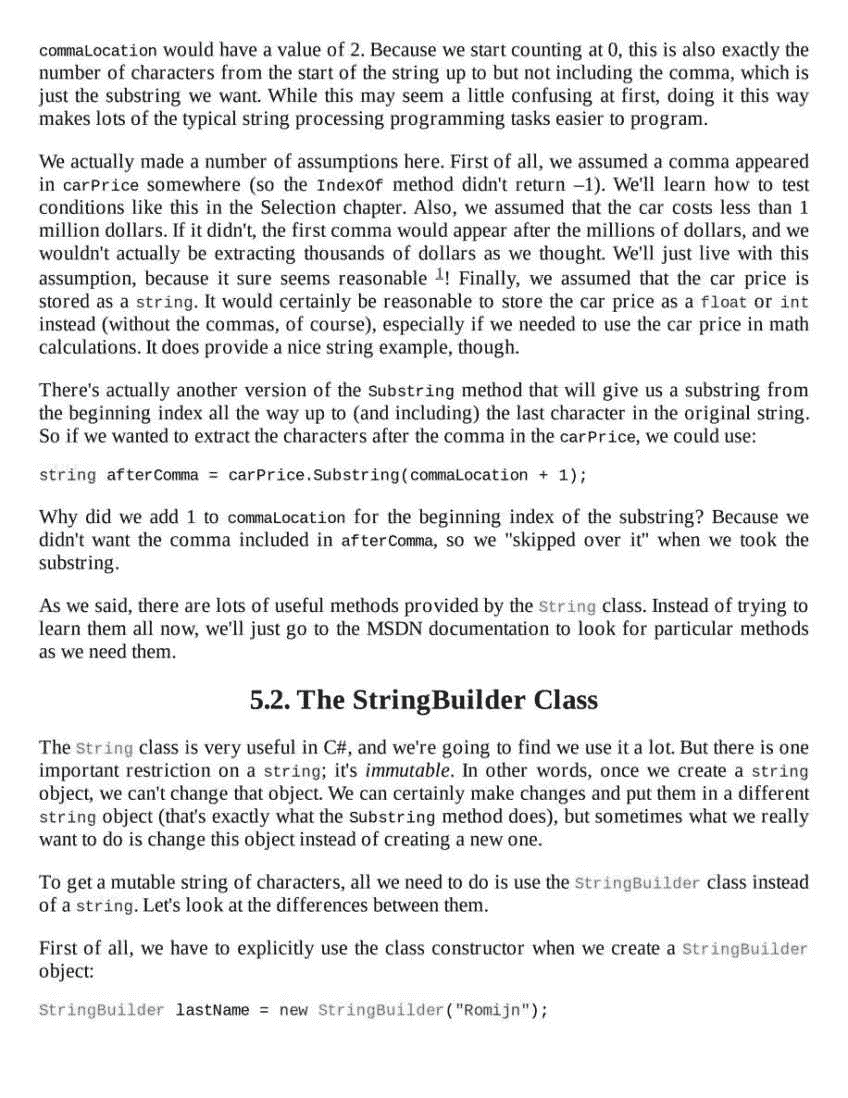 commaLocation would have a value of 2. Because we start counting at 0, this is also exactly the
number of characters from the start of the string up to but not including the comma, which is
just the substring we want. While this may seem a little confusing at first, doing it this way
makes lots of the typical string processing programming tasks easier to program.
We actually made a number of assumptions here. First of all, we assumed a comma appeared
in carPrice somewhere (so the IndexOf method didn't return –1). We'll learn how to test
conditions like this in the Selection chapter. Also, we assumed that the car costs less than 1
million dollars. If it didn't, the first comma would appear after the millions of dollars, and we
wouldn't actually be extracting thousands of dollars as we thought. We'll just live with this
assumption, because it sure seems reasonable 1! Finally, we assumed that the car price is
stored as a string. It would certainly be reasonable to store the car price as a float or int
instead (without the commas, of course), especially if we needed to use the car price in math
calculations. It does provide a nice string example, though.
There's actually another version of the Substring method that will give us a substring from
the beginning index all the way up to (and including) the last character in the original string.
So if we wanted to extract the characters after the comma in the carPrice, we could use:
string afterComma = carPrice.Substring(commaLocation + 1);
Why did we add 1 to commaLocation for the beginning index of the substring? Because we
didn't want the comma included in afterComma, so we "skipped over it" when we took the
substring.
As we said, there are lots of useful methods provided by the String class. Instead of trying to
learn them all now, we'll just go to the MSDN documentation to look for particular methods
as we need them.
5.2. The StringBuilder Class
The String class is very useful in C#, and we're going to find we use it a lot. But there is one
important restriction on a string; it's immutable. In other words, once we create a string
object, we can't change that object. We can certainly make changes and put them in a different
string object (that's exactly what the Substring method does), but sometimes what we really
want to do is change this object instead of creating a new one.
To get a mutable string of characters, all we need to do is use the StringBuilder class instead
of a string. Let's look at the differences between them.
First of all, we have to explicitly use the class constructor when we create a StringBuilder
object:
StringBuilder lastName = new StringBuilder("Romijn");